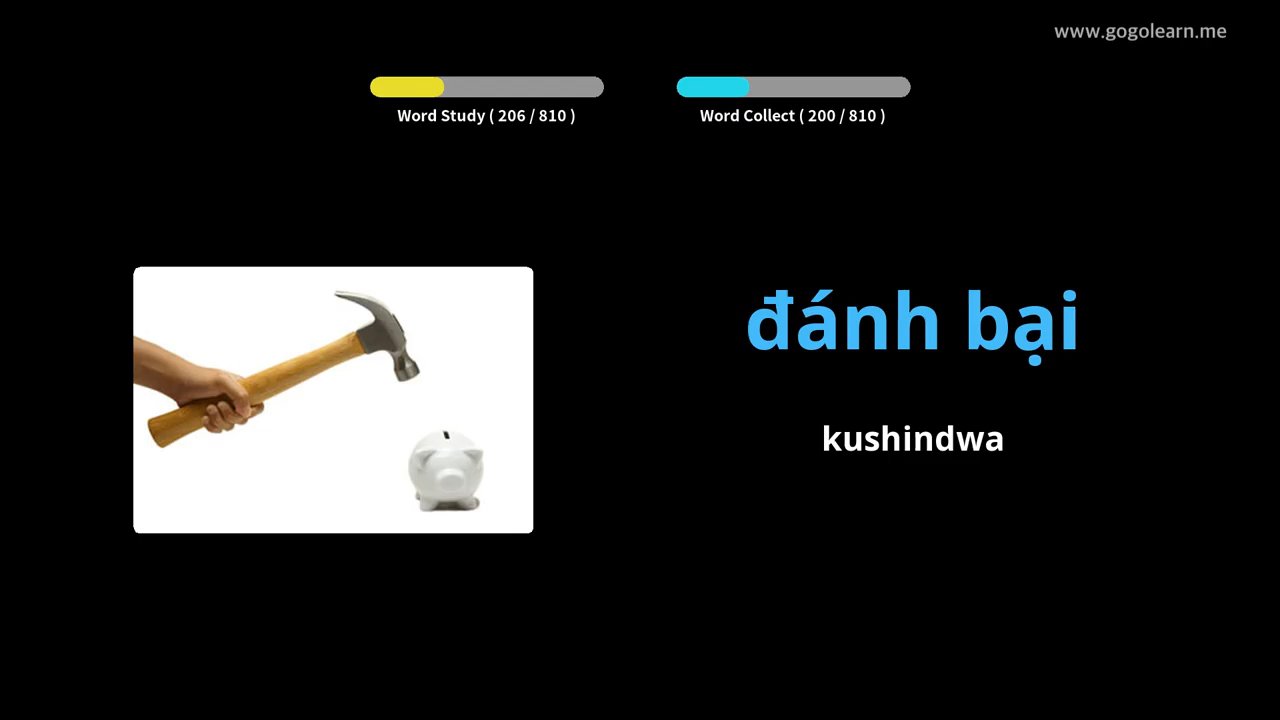 www.gogolearn.me
Word Study ( 206 / 810 )
Word Collect ( 200 / 810 )
đánh bại
kushindwa